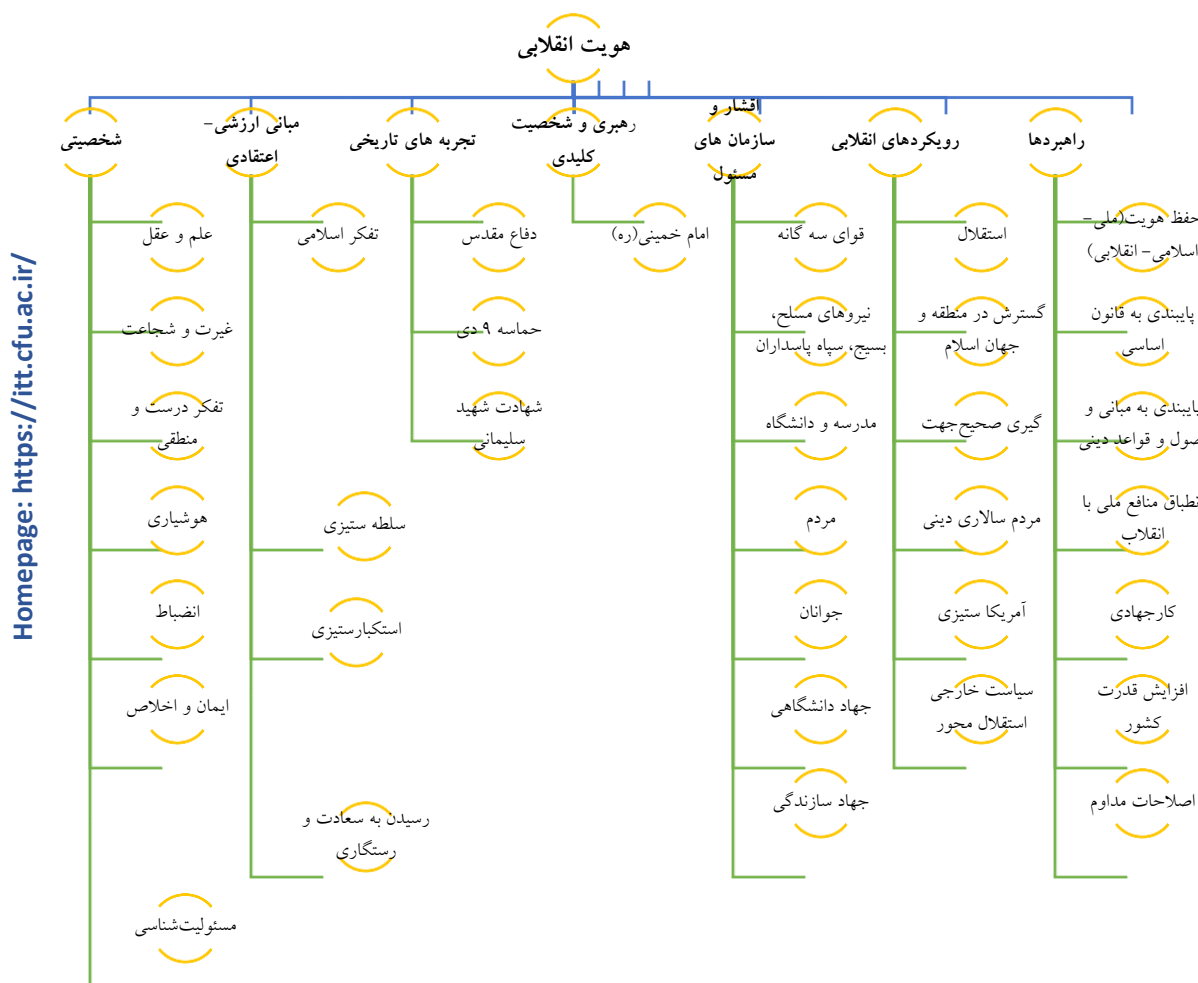 هویت انقلابی
راهبردها
رویکردهای انقلابی
اقشار و
سازمان های
مسئول
رهبری و شخصیت
کلیدی
تجربه های تاریخی
مبانی ارزشی-
اعتقادی
شخصیتی
حفظ هویت(ملی-
اسلامی- انقلابی)
پایبندی به قانون
اساسی
پایبندی به مبانی و
صول و قواعد دینی
نطباق منافع ملی با
انقلاب
کارجهادی
افزایش قدرت
کشور
اصلاحات مداوم
استقلال
گسترش در منطقه و
جهان اسلام
گیری صحیح‌جهت
مردم سالاری دینی
آمریکا ستیزی
سیاست خارجی
استقلال محور
قوای سه گانه
نیروهای مسلح،
بسیج، سپاه پاسداران
مدرسه و دانشگاه
مردم
جوانان
جهاد دانشگاهی
جهاد سازندگی
امام خمینی(ره)
دفاع مقدس
حماسه ۹ دی
شهادت شهید
سلیمانی
تفکر اسلامی
سلطه ستیزی
استکبارستیزی
رسیدن به سعادت و
رستگاری
علم و عقل
غیرت و شجاعت
تفکر درست و
منطقی
هوشیاری
انضباط
ایمان و اخلاص
مسئولیت‌شناسی
Homepage: https://itt.cfu.ac.ir/